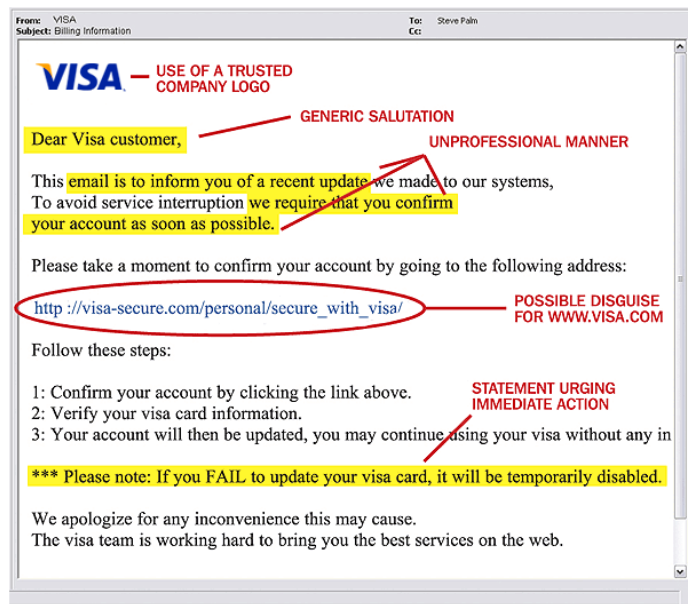 From: VISA To: Steve Palm
Subject: Billing Information Cc:
VISA
USE OF A TRUSTED
COMPANY LOGO
GENERIC SALUTATION
Dear Visa customer,
UNPROFESSIONAL MANNER
This email is to inform you of a recent update we made to our systems,
To avoid service interruption we require that you confirm
your account as soon as possible.
Please take a moment to confirm your account by going to the following address:
http ://visa-secure.com/personal/secure_with_visa/
POSSIBLE DISGUISE
FOR WWW.VISA.COM
Follow these steps:
STATEMENT URGING
IMMEDIATE ACTION
1: Confirm your account by clicking the link above.
2: Verify your visa card information.
3: Your account will then be updated, you may continue using your visa without any in
*** Please note: If you FAIL to update your visa card, it will be temporarily disabled.
We apologize for any inconvenience this may cause.
The visa team is working hard to bring you the best services on the web.